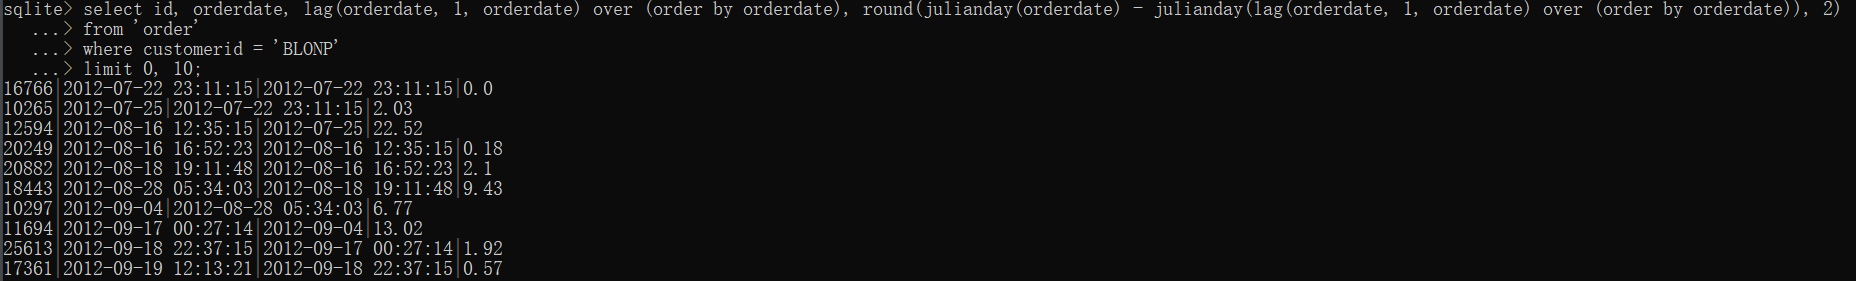 sqlite> select id, orderdate, lag(orderdate, 1, orderdate) over (order by orderdate), round(julianday(orderdate) - julianday(lag(orderdate, 1, orderdate) over (order by orderdate)), 2)
...> from 'order'
...> where customerid = 'BLONP'
...> limit 0, 10;
16766|2012-07-22 23:11:15|2012-07-22 23:11:15|0.0
10265|2012-07-25|2012-07-22 23:11:15|2.03
12594|2012-08-16 12:35:15|2012-07-25|22.52
20249|2012-08-16 16:52:23|2012-08-16 12:35:15|0.18
20882|2012-08-18 19:11:48|2012-08-16 16:52:23|2.1
18443|2012-08-28 05:34:03|2012-08-18 19:11:48|9.43
10297|2012-09-04|2012-08-28 05:34:03|6.77
11694|2012-09-17 00:27:14|2012-09-04|13.02
25613|2012-09-18 22:37:15|2012-09-17 00:27:14|1.92
17361|2012-09-19 12:13:21|2012-09-18 22:37:15|0.57